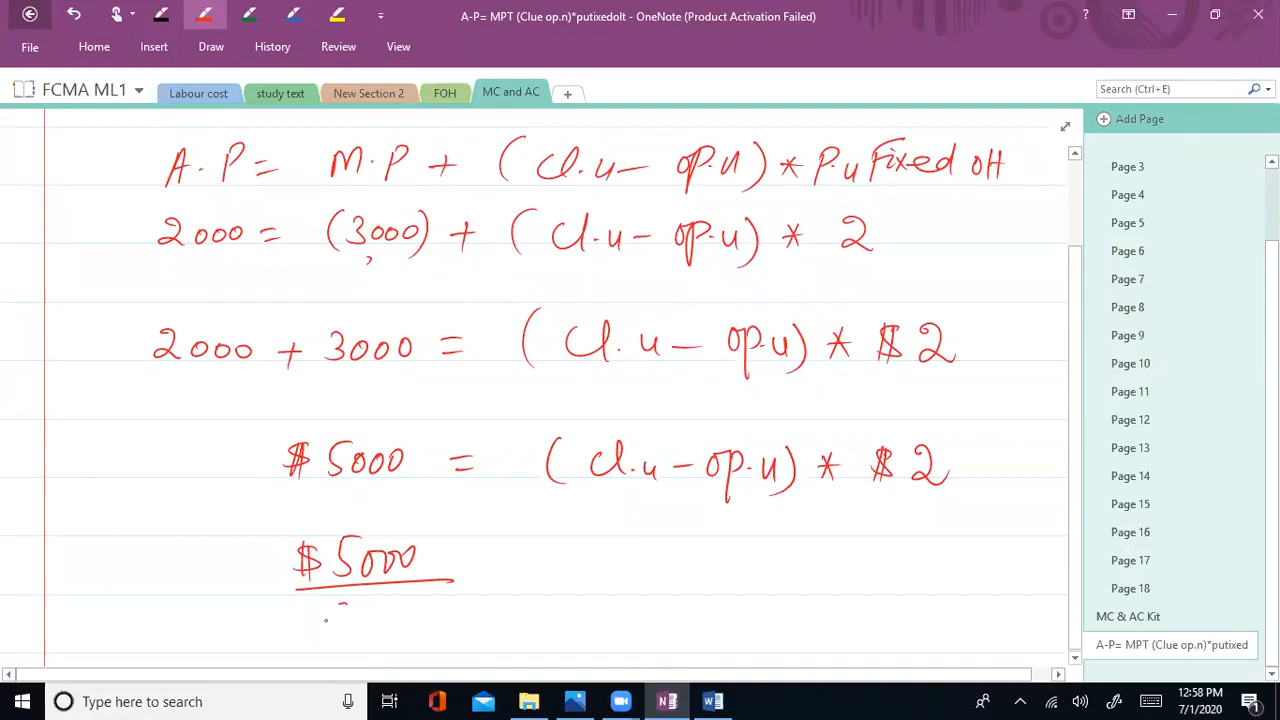 A-P= MPT (Clue op.n)*putixedolt - OneNote (Product Activation Failed)
?
File Home Insert Draw History Review View
FCMA ML1 Labour cost study text New Section 2 FOH MC and AC
Search (Ctrl+E)
Add Page
A.P = M.P + (cl.u - op.u) * P.u Fixed OH
2000 = (3000) + (cl.u - op.u) * 2
2000 + 3000 = (cl.u - op.u) * $2
$5000 = (cl.u - op.u) * $2
$5000
Page 3
Page 4
Page 5
Page 6
Page 7
Page 8
Page 9
Page 10
Page 11
Page 12
Page 13
Page 14
Page 15
Page 16
Page 17
Page 18
MC & AC Kit
A-P= MPT (Clue op.n)*putixed
Type here to search
12:58 PM
7/1/2020
1